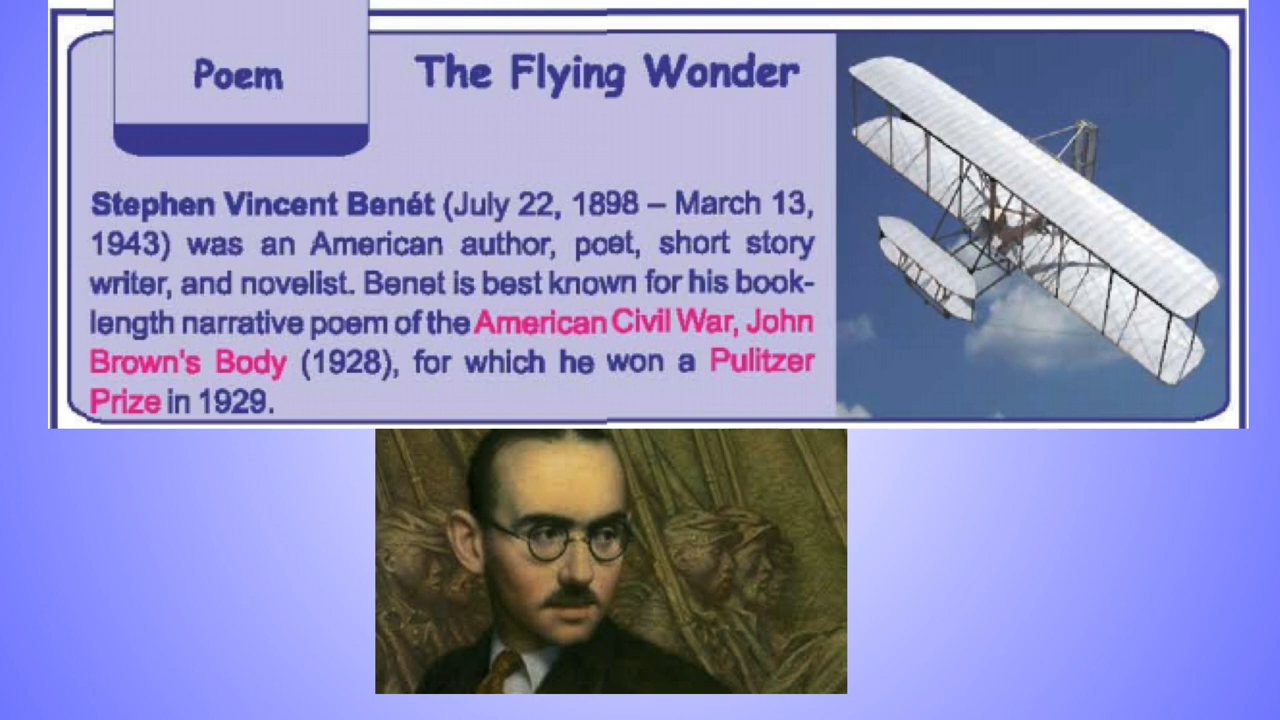 Poem
The Flying Wonder
Stephen Vincent Benét (July 22, 1898 – March 13,
1943) was an American author, poet, short story
writer, and novelist. Benet is best known for his book-
length narrative poem of the American Civil War, John
Brown's Body (1928), for which he won a Pulitzer
Prize in 1929.